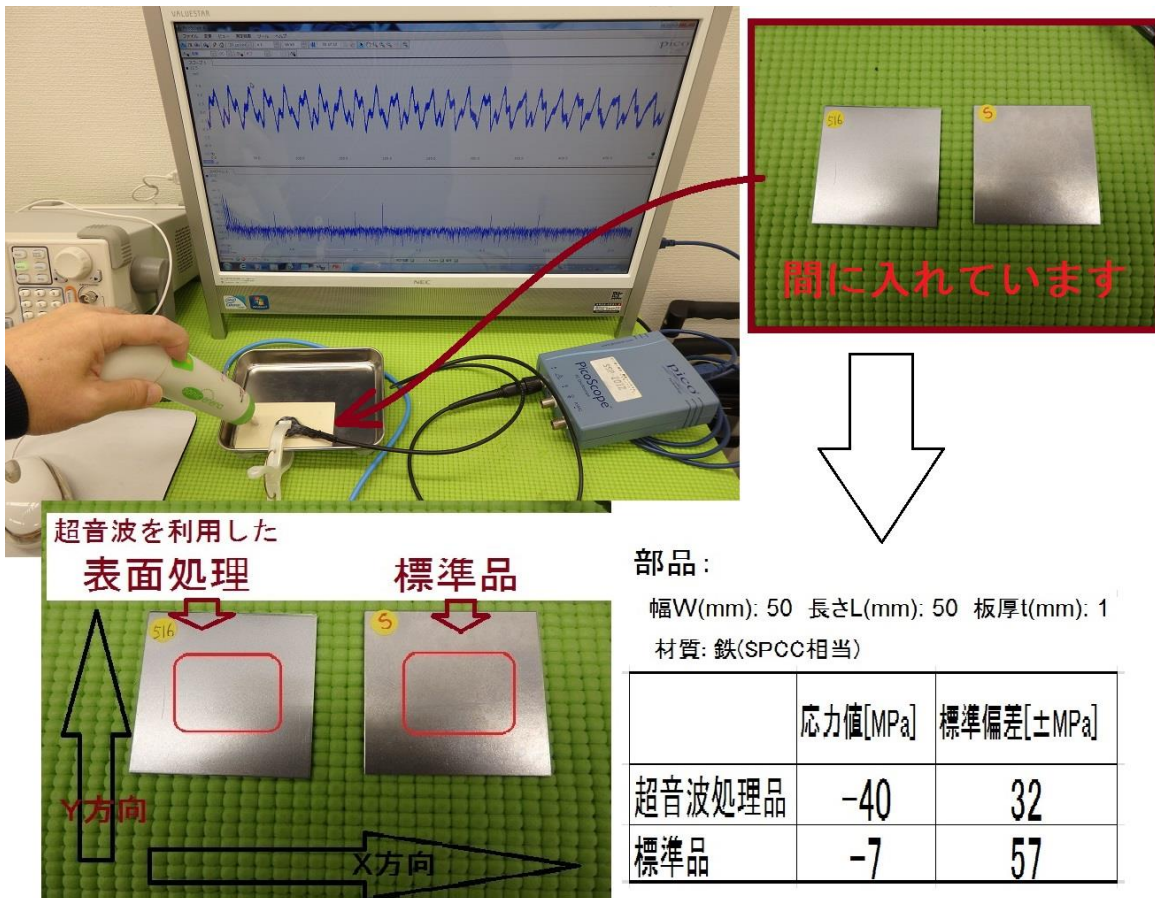 VALUESTAR
pico
NEC
PicoScope
pico
516
S
間に入れています
超音波を利用した
表面処理
標準品
516
S
Y方向
X方向
部品:
幅W(mm): 50 長さL(mm): 50 板厚t(mm): 1
材質: 鉄(SPCC相当)
応力値[MPa] 標準偏差[±MPa]
超音波処理品 -40 32
標準品 -7 57